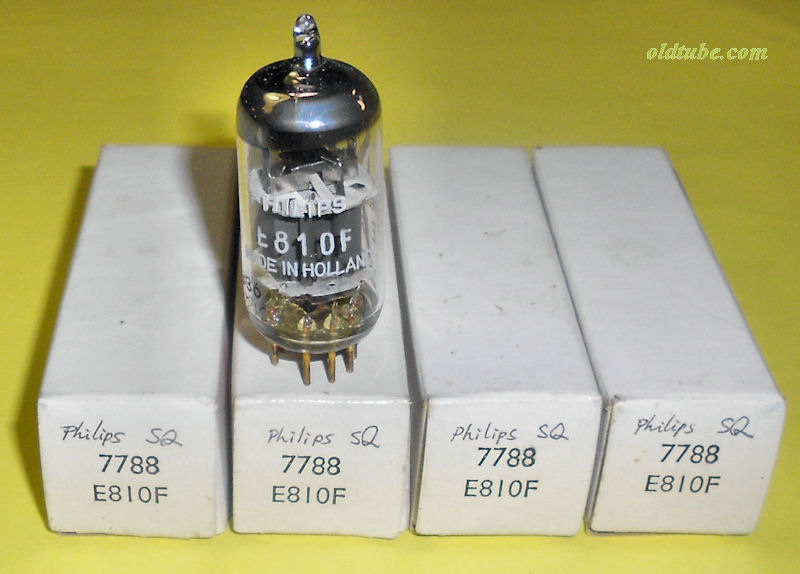 oldtube.com
PHILIPS
E810F
MADE IN HOLLAND
Philips SQ
7788
E810F
Philips SQ
7788
E810F
Philips SQ
7788
E810F
Philips SQ
7788
E810F